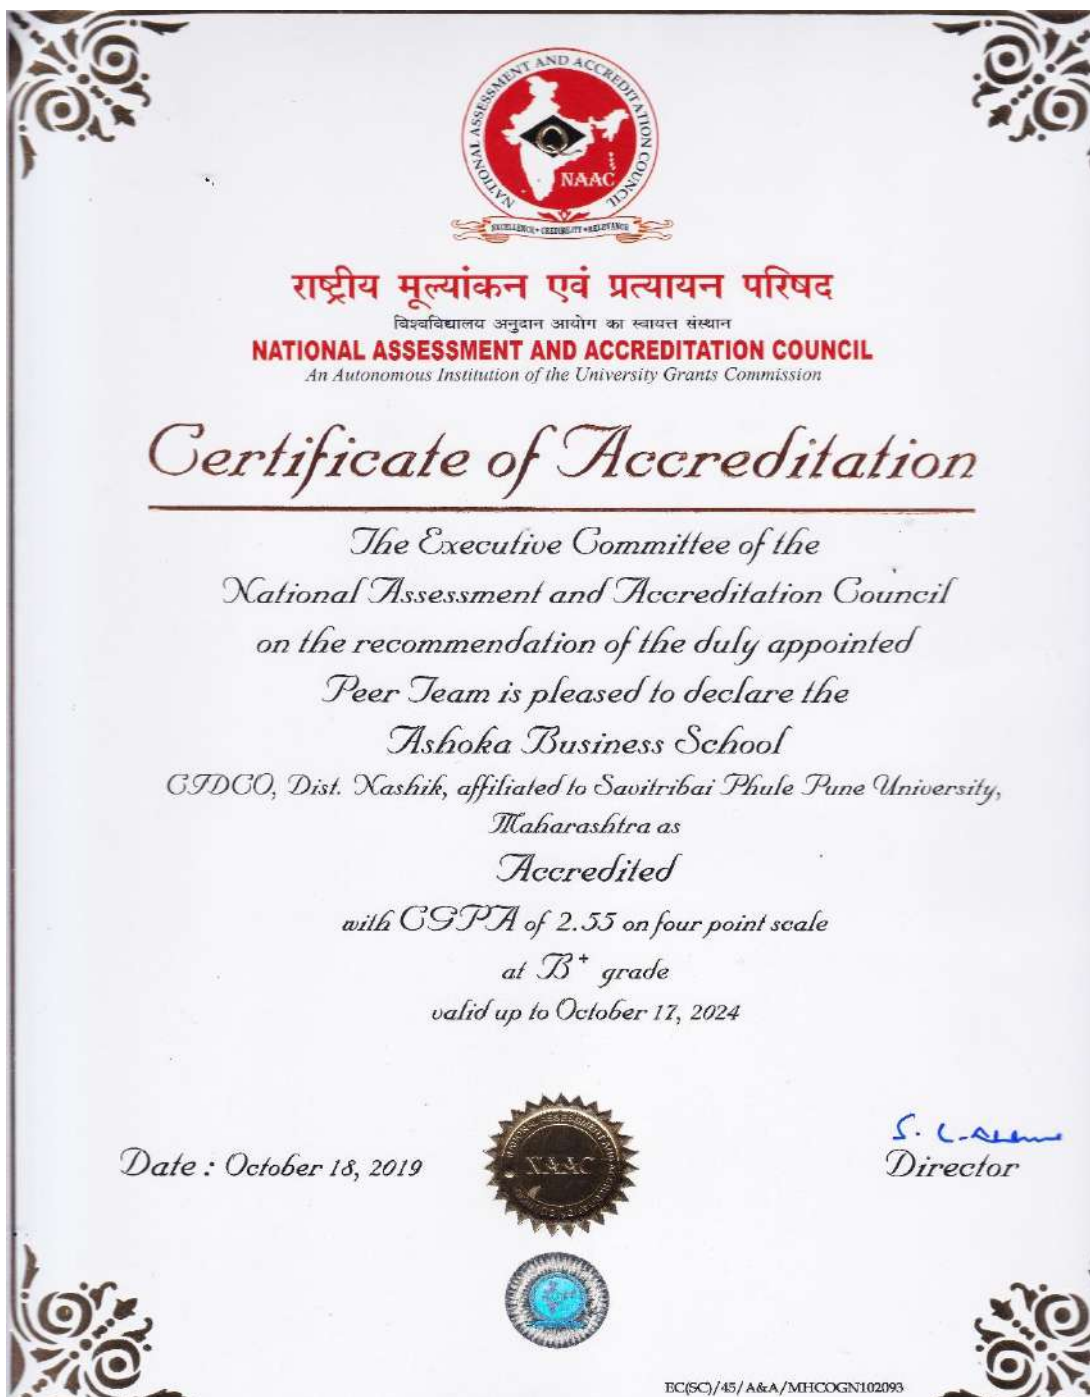 NATIONAL ASSESSMENT AND ACCREDITATION COUNCIL
NAAC
EXCELLENCE • CREDIBILITY • RELEVANCE
राष्ट्रीय मूल्यांकन एवं प्रत्यायन परिषद
विश्वविद्यालय अनुदान आयोग का स्वायत्त संस्थान
NATIONAL ASSESSMENT AND ACCREDITATION COUNCIL
An Autonomous Institution of the University Grants Commission
Certificate of Accreditation
The Executive Committee of the
National Assessment and Accreditation Council
on the recommendation of the duly appointed
Peer Team is pleased to declare the
Ashoka Business School
CIDCO, Dist. Nashik, affiliated to Savitribai Phule Pune University,
Maharashtra as
Accredited
with CGPA of 2.55 on four point scale
at B+ grade
valid up to October 17, 2024
Date : October 18, 2019
NAAC
Director
EC(SC)/45/A&A/MHCOGN102093